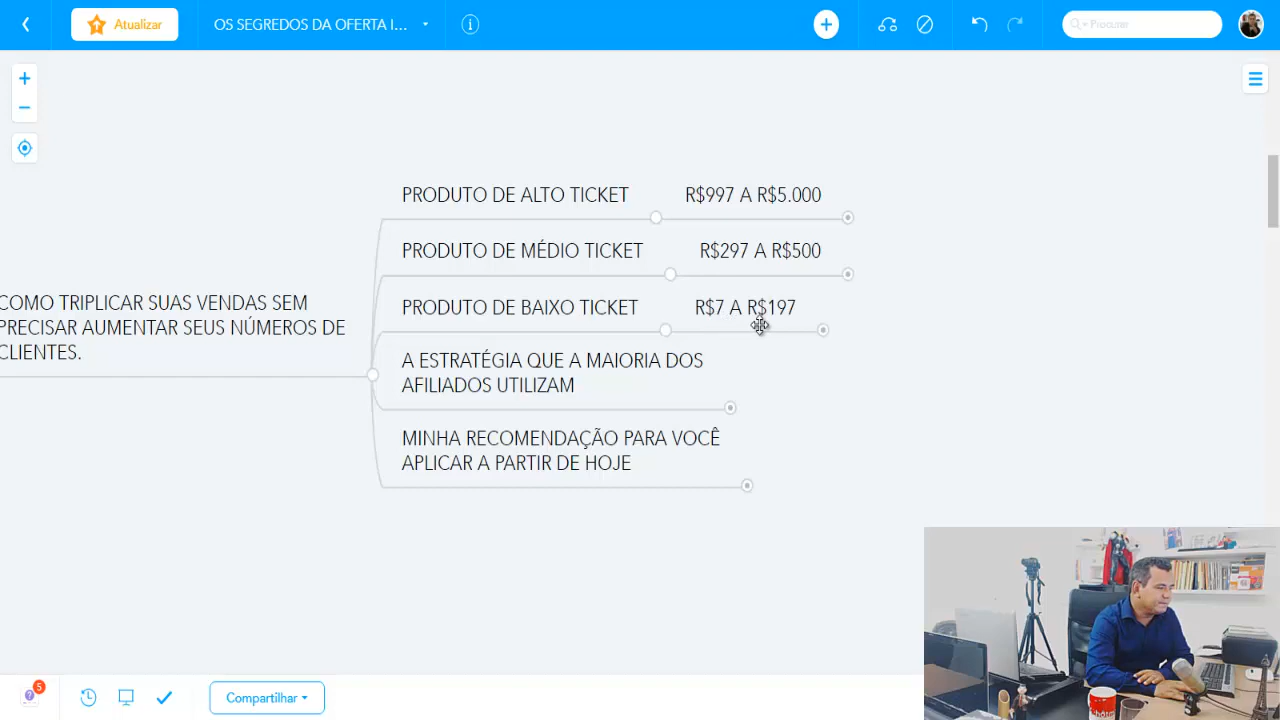 Atualizar
OS SEGREDOS DA OFERTA I...
Procurar
PRODUTO DE ALTO TICKET
R$997 A R$5.000
PRODUTO DE MÉDIO TICKET
R$297 A R$500
PRODUTO DE BAIXO TICKET
R$7 A R$197
COMO TRIPLICAR SUAS VENDAS SEM
PRECISAR AUMENTAR SEUS NÚMEROS DE
CLIENTES.
A ESTRATÉGIA QUE A MAIORIA DOS
AFILIADOS UTILIZAM
MINHA RECOMENDAÇÃO PARA VOCÊ
APLICAR A PARTIR DE HOJE
5
Compartilhar